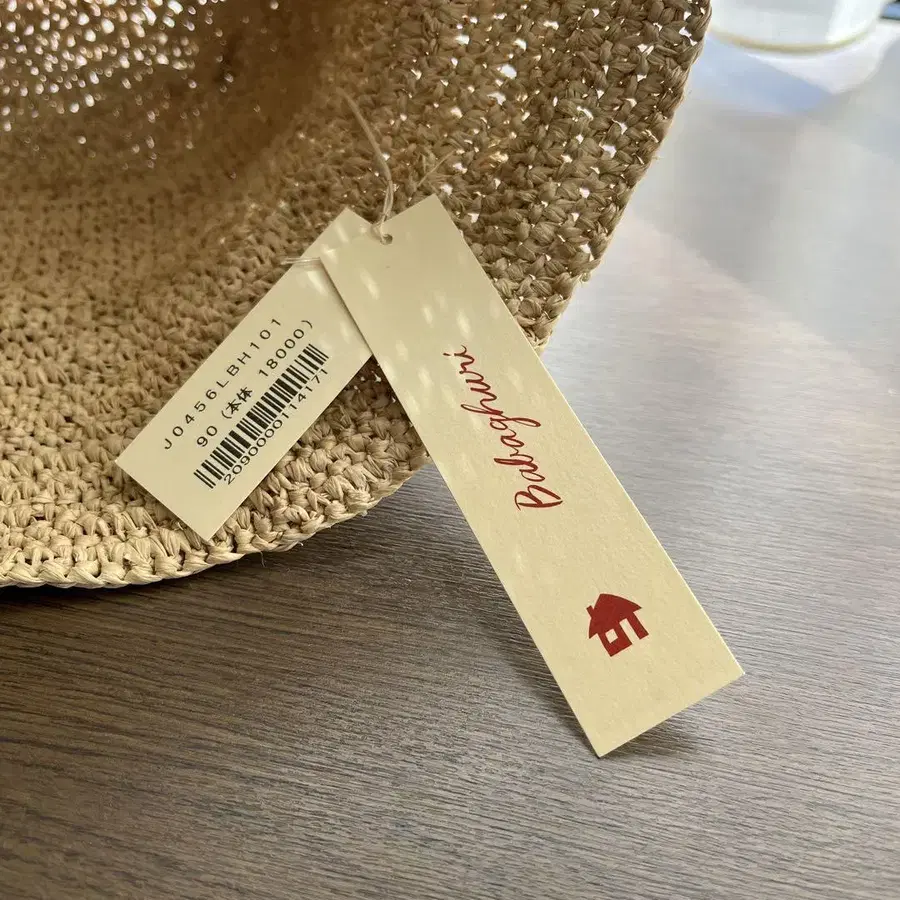 J0456LBH101
90 (本体 18000)
2090000114171
Babaghuri